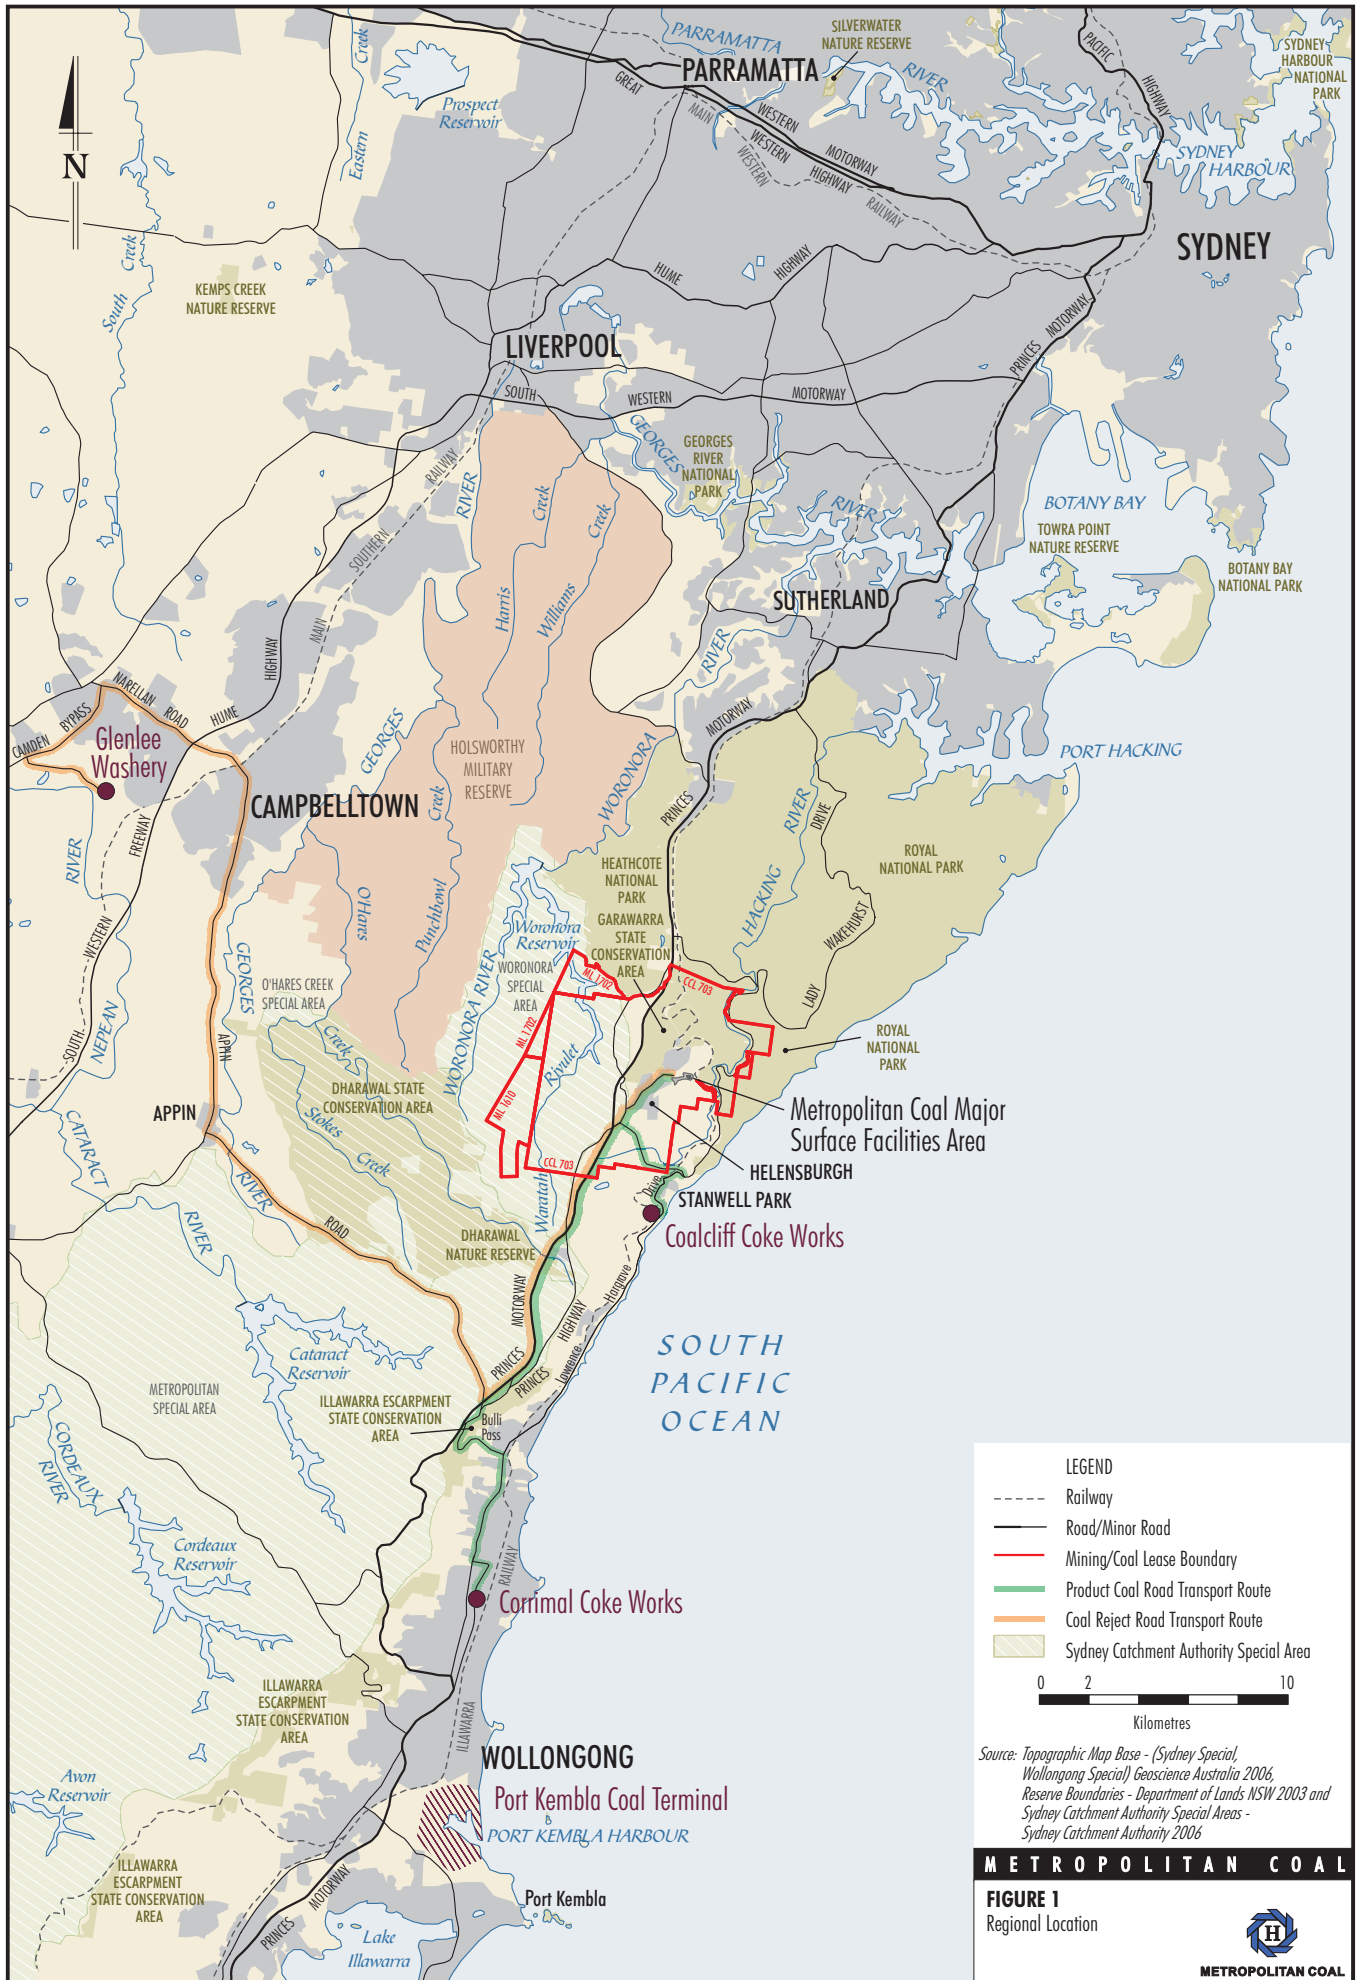 PARRAMATTA
RIVER
SILVERWATER
NATURE RESERVE
PACIFIC
HIGHWAY
SYDNEY
HARBOUR
NATIONAL
PARK
Eastern
Creek
Prospect
Reservoir
PARRAMATTA
GREAT
WESTERN
HIGHWAY
WESTERN
MOTORWAY
MAIN
WESTERN
RAILWAY
SYDNEY
HARBOUR
N
SYDNEY
South
Creek
KEMPS CREEK
NATURE RESERVE
HUME
HIGHWAY
LIVERPOOL
PRINCES
MOTORWAY
SOUTH
WESTERN
MOTORWAY
GEORGES
RIVER
GEORGES
RIVER
NATIONAL
PARK
BOTANY BAY
TOWRA POINT
NATURE RESERVE
BOTANY BAY
NATIONAL PARK
RAILWAY
SOUTHERN
MAIN
RIVER
Harris
Creek
Williams
Creek
SUTHERLAND
RIVER
HIGHWAY
HUME
NARELLAN
ROAD
CAMDEN
BYPASS
Glenlee
Washery
GEORGES
HOLSWORTHY
MILITARY
RESERVE
WORONORA
MOTORWAY
PRINCES
PORT HACKING
CAMPBELLTOWN
RIVER
FREEWAY
Punchbowl
Creek
O'Hares
HACKING
RIVER
DRIVE
WAKEHURST
LADY
ROYAL
NATIONAL PARK
HEATHCOTE
NATIONAL
PARK
GARAWARRA
STATE
CONSERVATION
AREA
Woronora
Reservoir
WORONORA
SPECIAL
AREA
WORONORA RIVER
SOUTH
WESTERN
NEPEAN
GEORGES
O'HARES CREEK
SPECIAL AREA
ML 1702
CCL 703
ML 1702
ML 1610
CCL 703
Rivulet
Waratah
ROYAL
NATIONAL
PARK
APPIN
Creek
DHARAWAL STATE
CONSERVATION AREA
Stokes
Creek
APPIN
CATARACT
RIVER
RIVER
ROAD
Metropolitan Coal Major
Surface Facilities Area
HELENSBURGH
STANWELL PARK
Coalcliff Coke Works
DHARAWAL
NATURE RESERVE
MOTORWAY
PRINCES
PRINCES
HIGHWAY
Lawrence
Hargrave
Drive
SOUTH
PACIFIC
OCEAN
Cataract
Reservoir
METROPOLITAN
SPECIAL AREA
ILLAWARRA ESCARPMENT
STATE CONSERVATION
AREA
Bulli
Pass
CORDEAUX
RIVER
Cordeaux
Reservoir
RAILWAY
Corrimal Coke Works
ILLAWARRA
ESCARPMENT
STATE CONSERVATION
AREA
ILLAWARRA
WOLLONGONG
Port Kembla Coal Terminal
PORT KEMBLA HARBOUR
Avon
Reservoir
ILLAWARRA
ESCARPMENT
STATE CONSERVATION
AREA
PRINCES
MOTORWAY
Port Kembla
Lake
Illawarra
LEGEND
Railway
Road/Minor Road
Mining/Coal Lease Boundary
Product Coal Road Transport Route
Coal Reject Road Transport Route
Sydney Catchment Authority Special Area
0 2 10
Kilometres
Source: Topographic Map Base - (Sydney Special,
Wollongong Special) Geoscience Australia 2006,
Reserve Boundaries - Department of Lands NSW 2003 and
Sydney Catchment Authority Special Areas -
Sydney Catchment Authority 2006
METROPOLITAN COAL
FIGURE 1
Regional Location
H
METROPOLITAN COAL